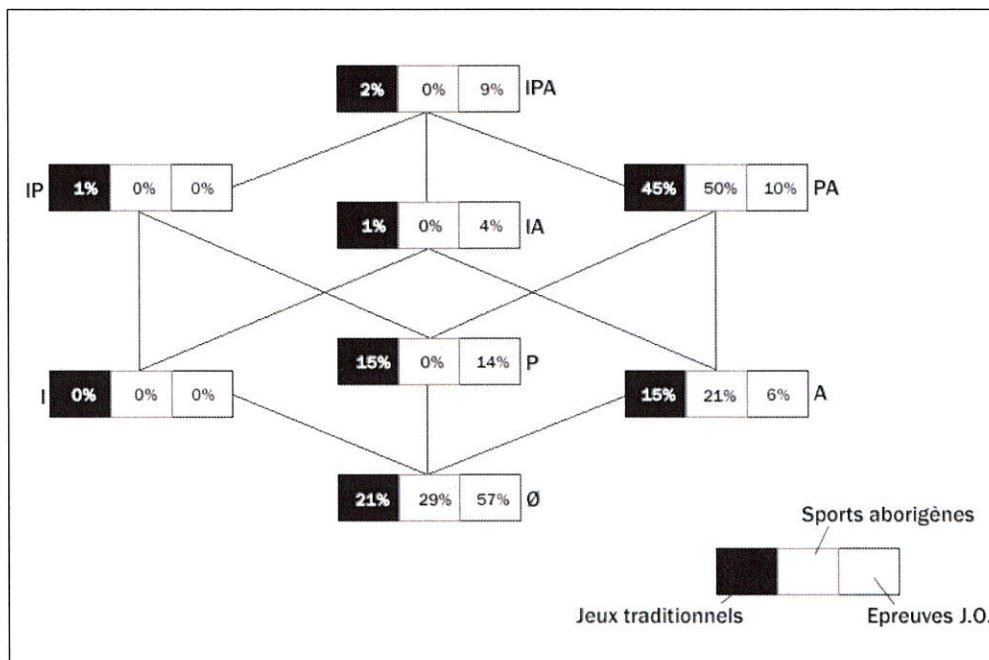 2% 0% 9% IPA
IP 1% 0% 0%
45% 50% 10% PA
1% 0% 4% IA
15% 0% 14% P
I 0% 0% 0%
15% 21% 6% A
21% 29% 57% Ø
Sports aborigènes
Jeux traditionnels
Epreuves J.O.